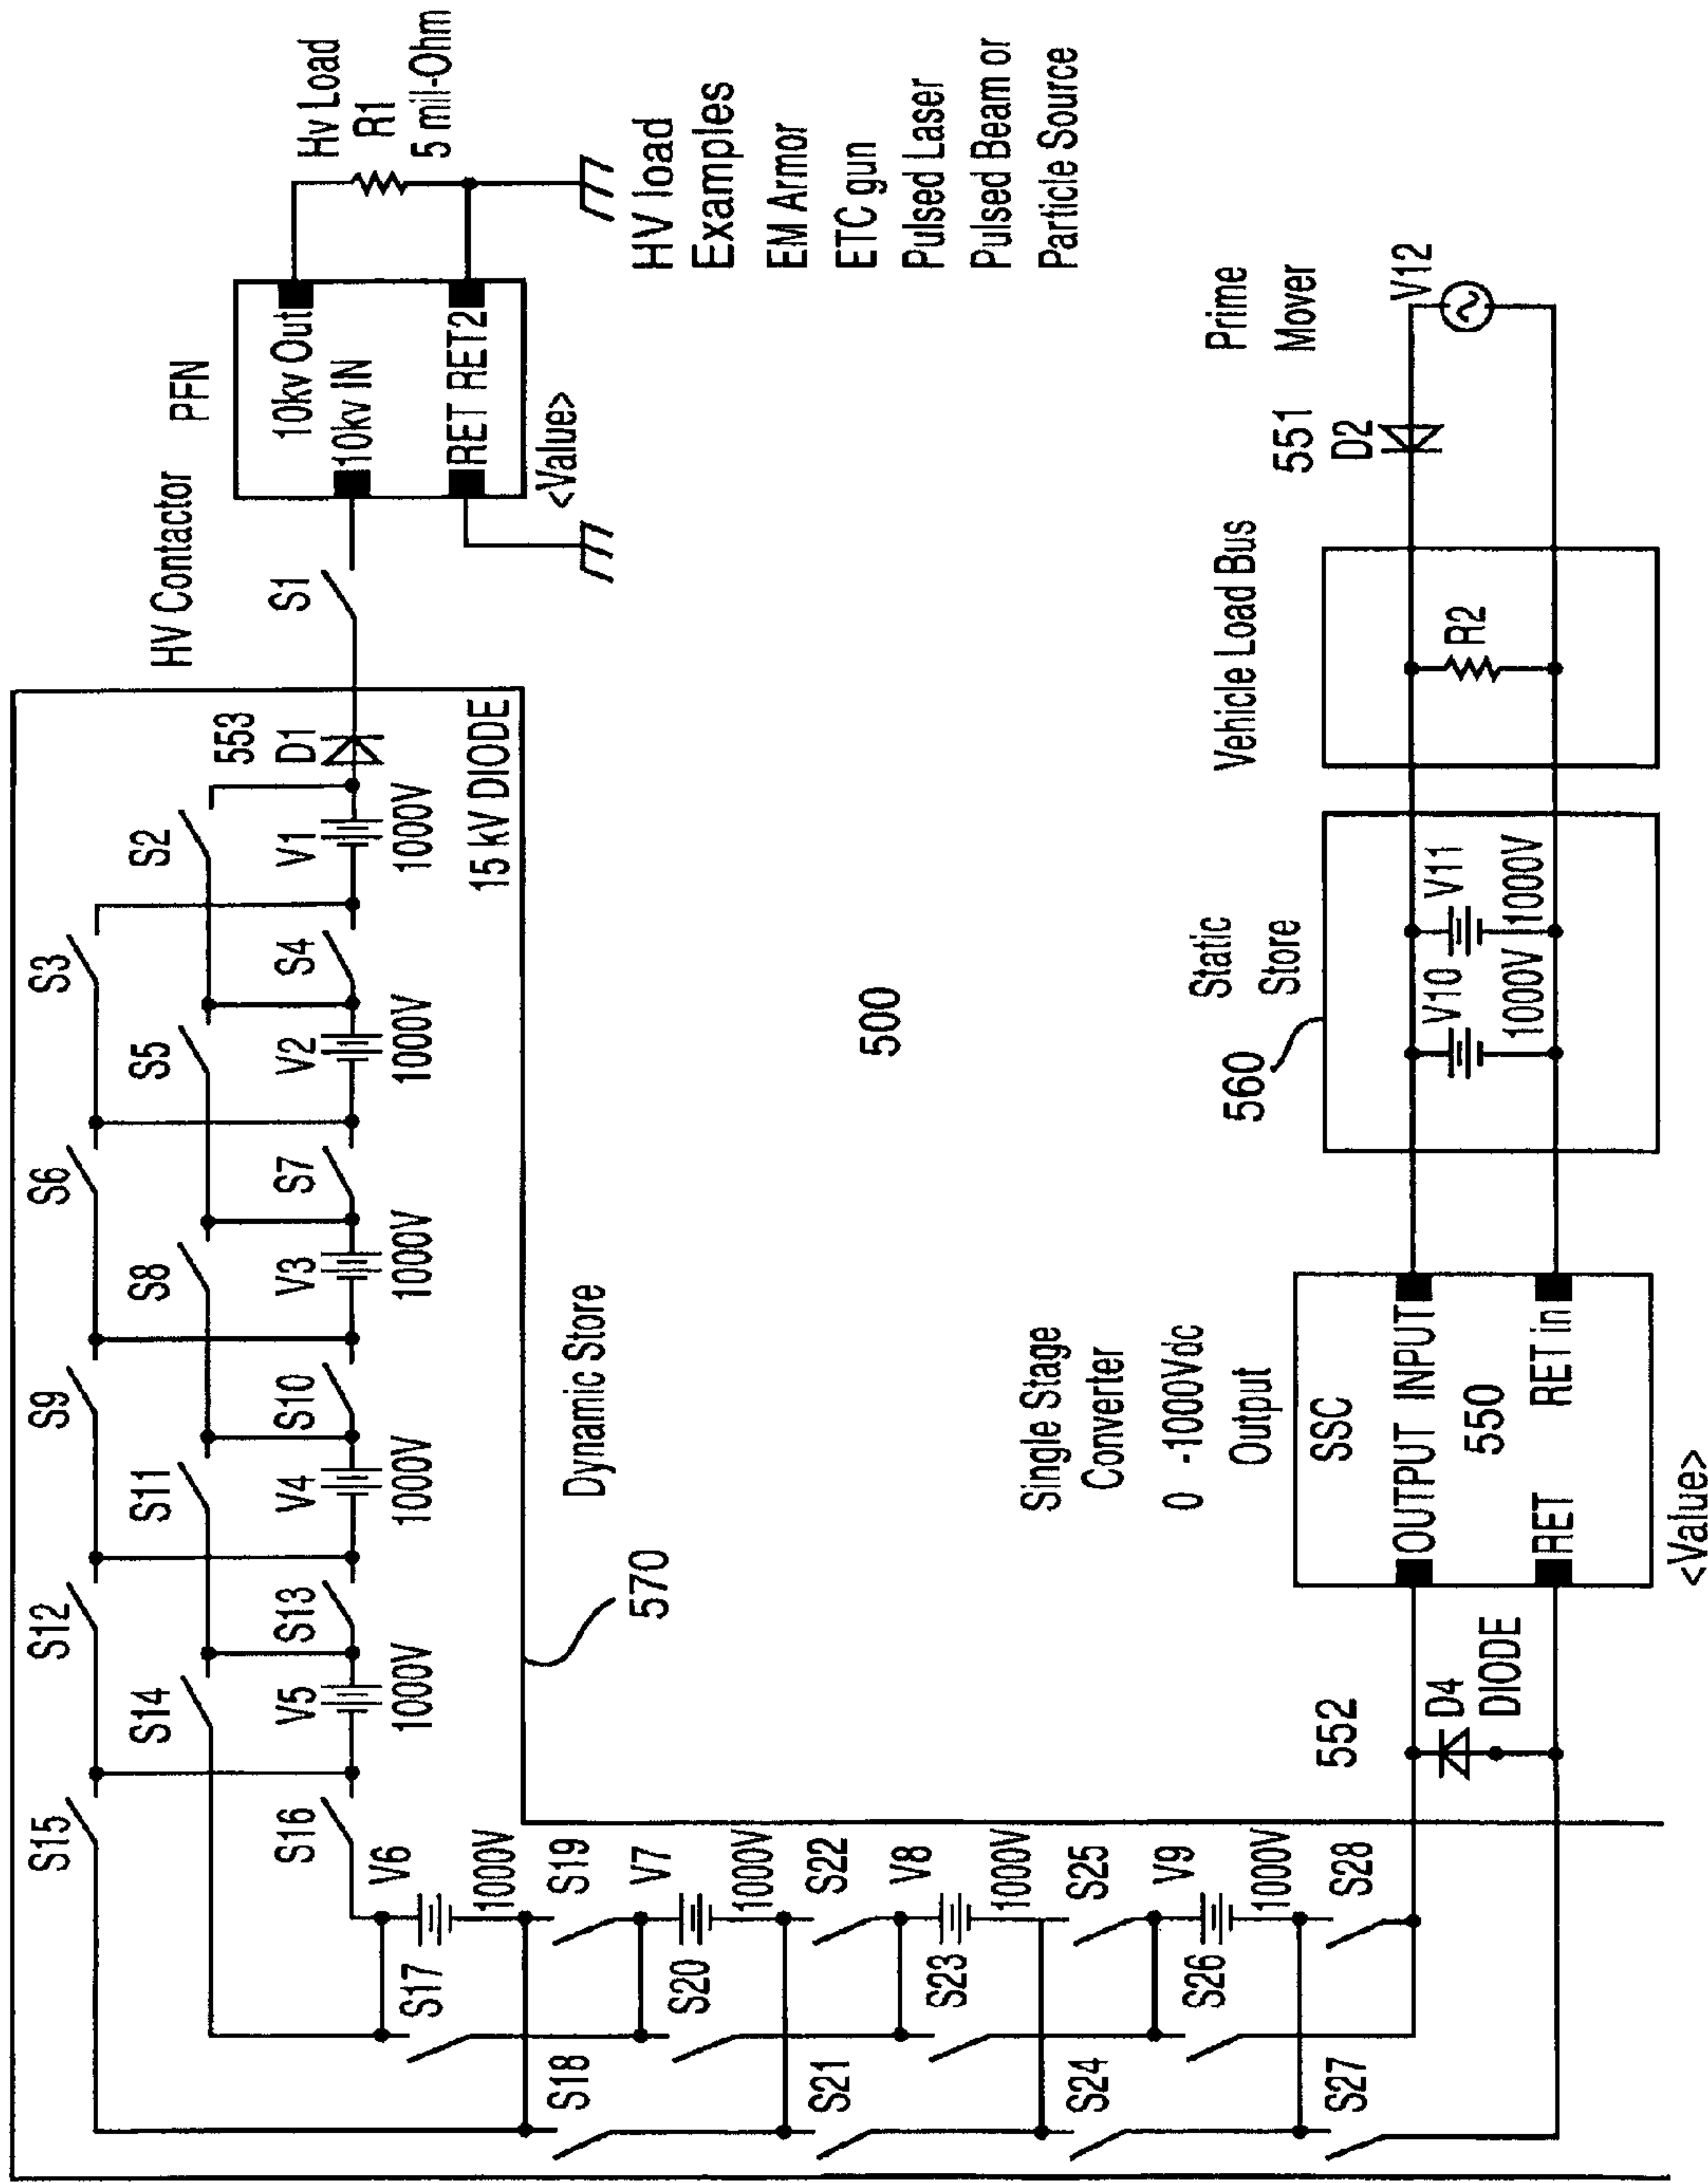 Hv Load
R1
5 mil-Ohm
PFN
10kv Out
10kv IN
RET RET2
<Value>
HV Contactor
S1
HV load
Examples
EM Armor
ETC gun
Pulsed Laser
Pulsed Beam or
Particle Source
553
D1
15 kV DIODE
S2
V1
1000V
S3
S4
S5
V2
1000V
S6
S7
S8
V3
1000V
S9
S10
S11
V4
1000V
S12
S13
S14
V5
1000V
S15
S16
V6
1000V
S17
S18
S19
V7
1000V
S20
S21
S22
V8
1000V
S23
S24
S25
V9
1000V
S26
S27
S28
Dynamic Store
570
500
Single Stage
Converter
0 -1000Vdc
Output
SSC
OUTPUT INPUT
550
RET
RET in
<Value>
552
D4
DIODE
Static
Store
560
V10
1000V
V11
1000V
Vehicle Load Bus
R2
551
D2
Prime
Mover
V12